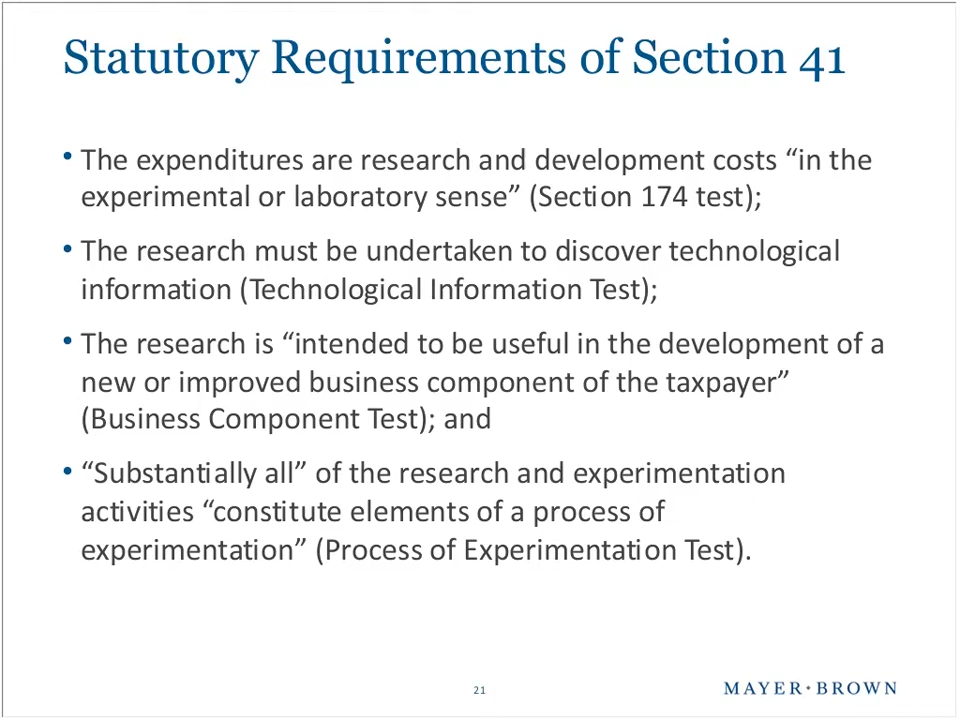 Statutory Requirements of Section 41
• The expenditures are research and development costs “in the
experimental or laboratory sense” (Section 174 test);
• The research must be undertaken to discover technological
information (Technological Information Test);
• The research is “intended to be useful in the development of a
new or improved business component of the taxpayer”
(Business Component Test); and
• “Substantially all” of the research and experimentation
activities “constitute elements of a process of
experimentation” (Process of Experimentation Test).
21
MAYER • BROWN